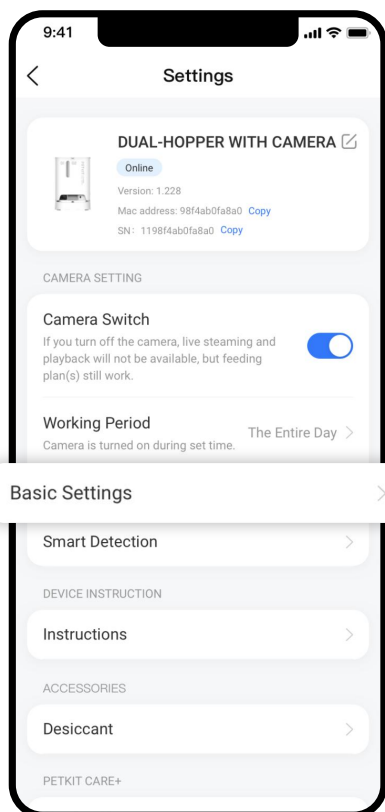 9:41
Settings
DUAL-HOPPER WITH CAMERA
Online
Version: 1.228
Mac address: 98f4ab0fa8a0 Copy
SN: 1198f4ab0fa8a0 Copy
CAMERA SETTING
Camera Switch
If you turn off the camera, live steaming and
playback will not be available, but feeding
plan(s) still work.
Working Period
The Entire Day
Camera is turned on during set time.
Basic Settings
Smart Detection
DEVICE INSTRUCTION
Instructions
ACCESSORIES
Desiccant
PETKIT CARE+